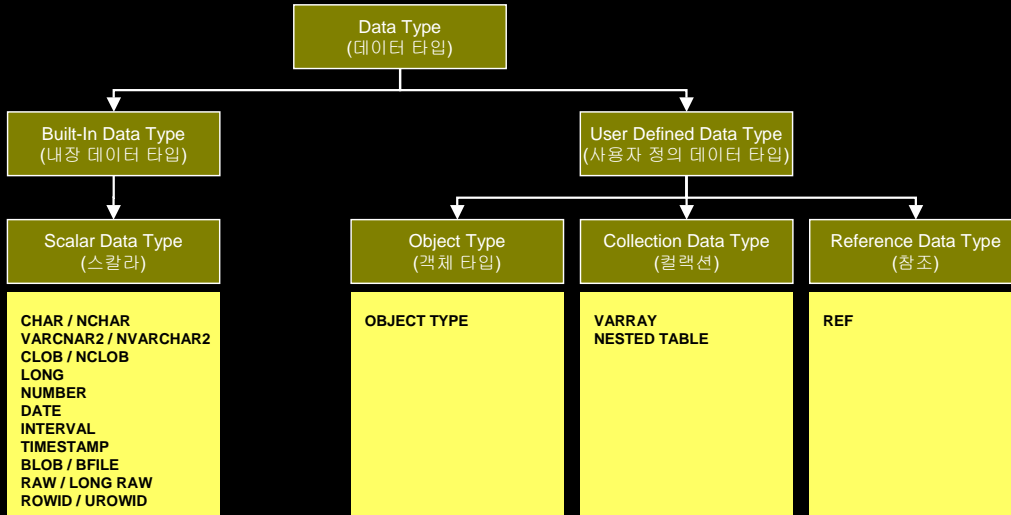 Data Type
(데이터 타입)
Built-In Data Type
(내장 데이터 타입)
User Defined Data Type
(사용자 정의 데이터 타입)
Scalar Data Type
(스칼라)
Object Type
(객체 타입)
Collection Data Type
(컬랙션)
Reference Data Type
(참조)
CHAR / NCHAR
VARCNAR2 / NVARCHAR2
CLOB / NCLOB
LONG
NUMBER
DATE
INTERVAL
TIMESTAMP
BLOB / BFILE
RAW / LONG RAW
ROWID / UROWID
OBJECT TYPE
VARRAY
NESTED TABLE
REF